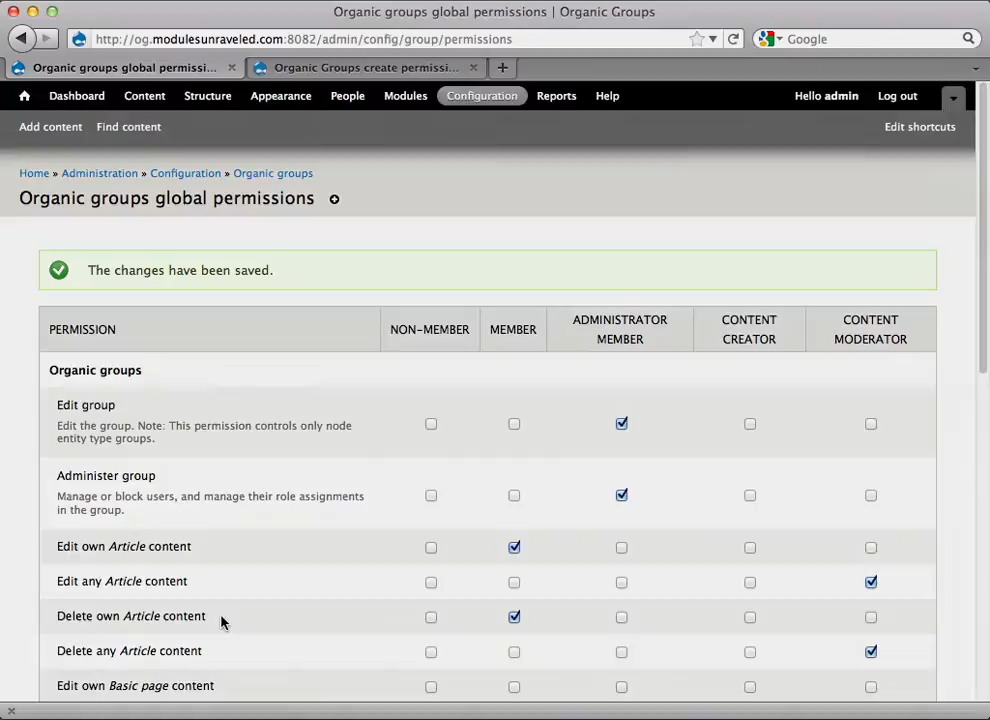 Organic groups global permissions | Organic Groups
http://og.modulesunraveled.com:8082/admin/config/group/permissions
Google
Organic groups global permissi...
Organic Groups create permissi...
Dashboard Content Structure Appearance People Modules Configuration Reports Help Hello admin Log out
Add content Find content Edit shortcuts
Home » Administration » Configuration » Organic groups
Organic groups global permissions
The changes have been saved.
PERMISSION NON-MEMBER MEMBER ADMINISTRATOR MEMBER CONTENT CREATOR CONTENT MODERATOR
Organic groups
Edit group
Edit the group. Note: This permission controls only node
entity type groups.
Administer group
Manage or block users, and manage their role assignments
in the group.
Edit own Article content
Edit any Article content
Delete own Article content
Delete any Article content
Edit own Basic page content